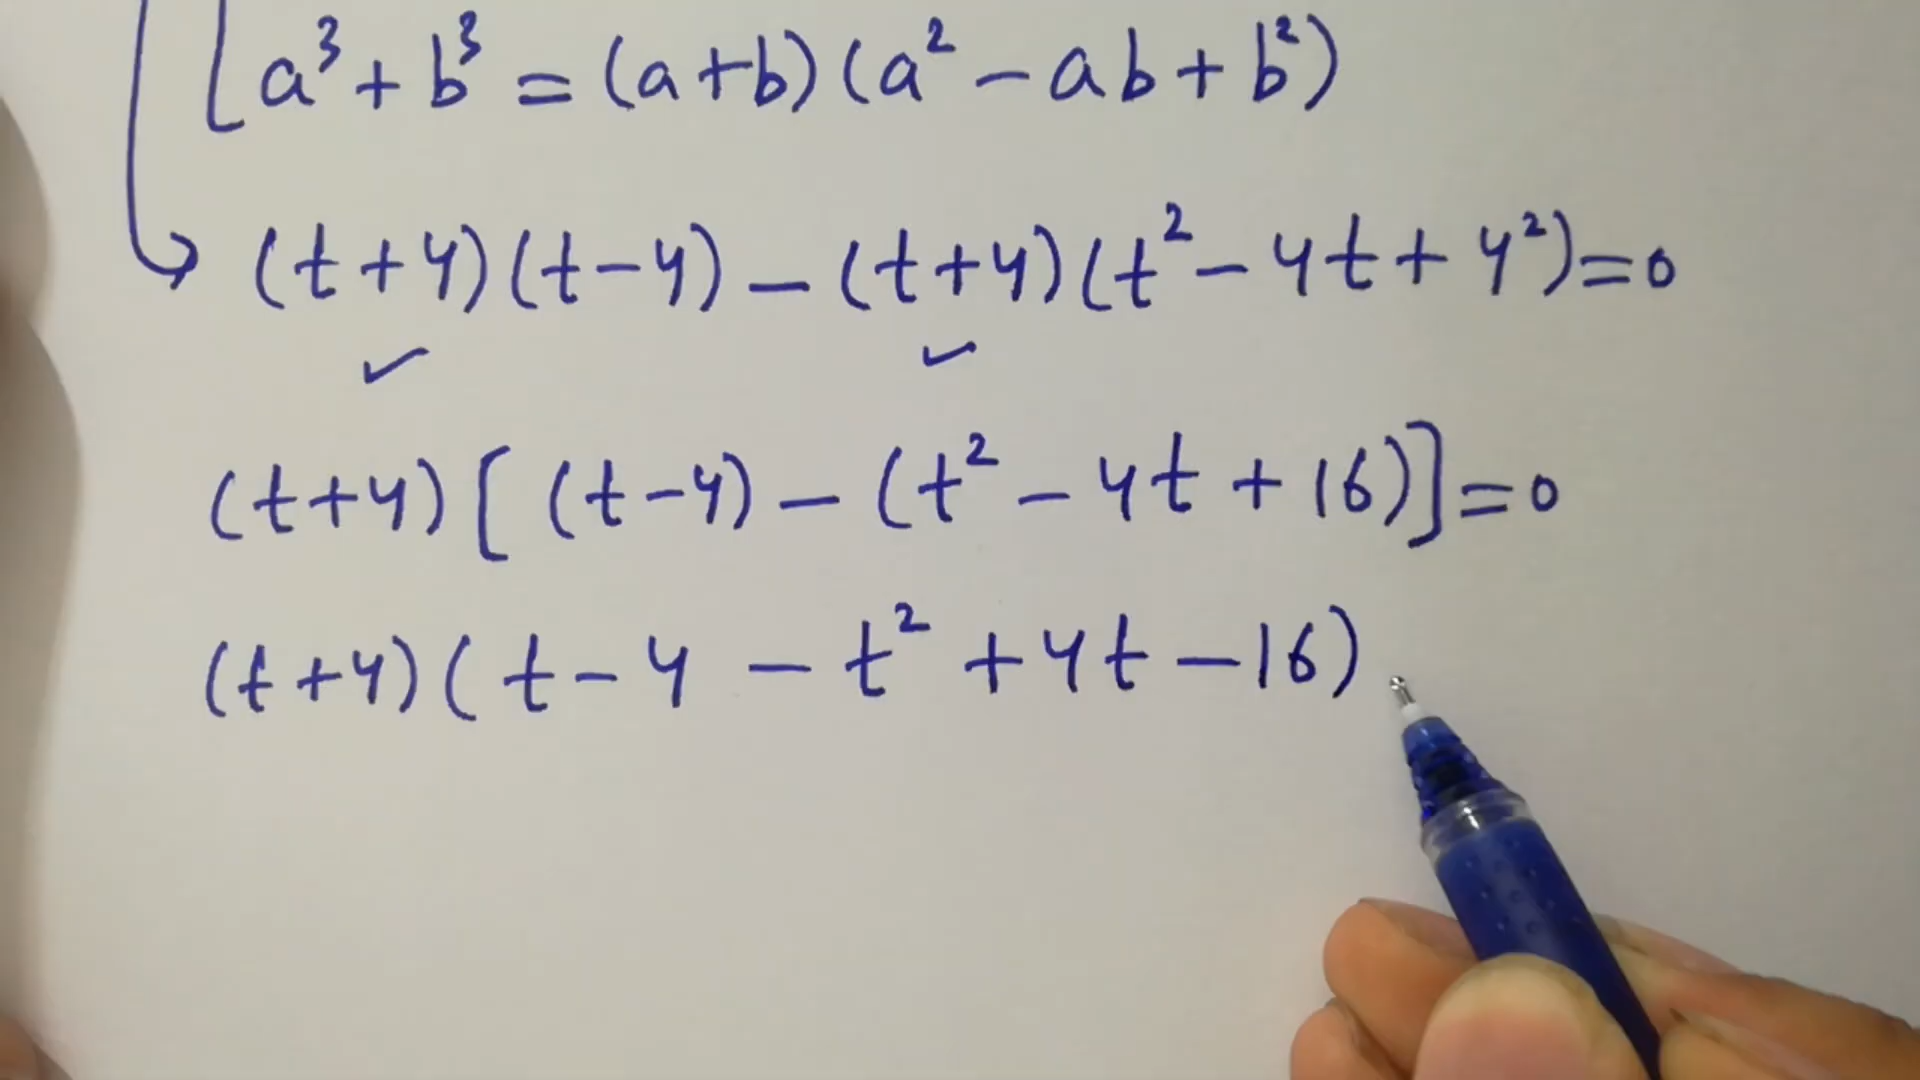 [a³ + b³ = (a+b)(a² - ab + b²)
(t+4)(t-4) - (t+4)(t² - 4t + 4²) = 0
(t+4)[(t-4) - (t² - 4t + 16)] = 0
(t+4)(t-4 - t² + 4t - 16)